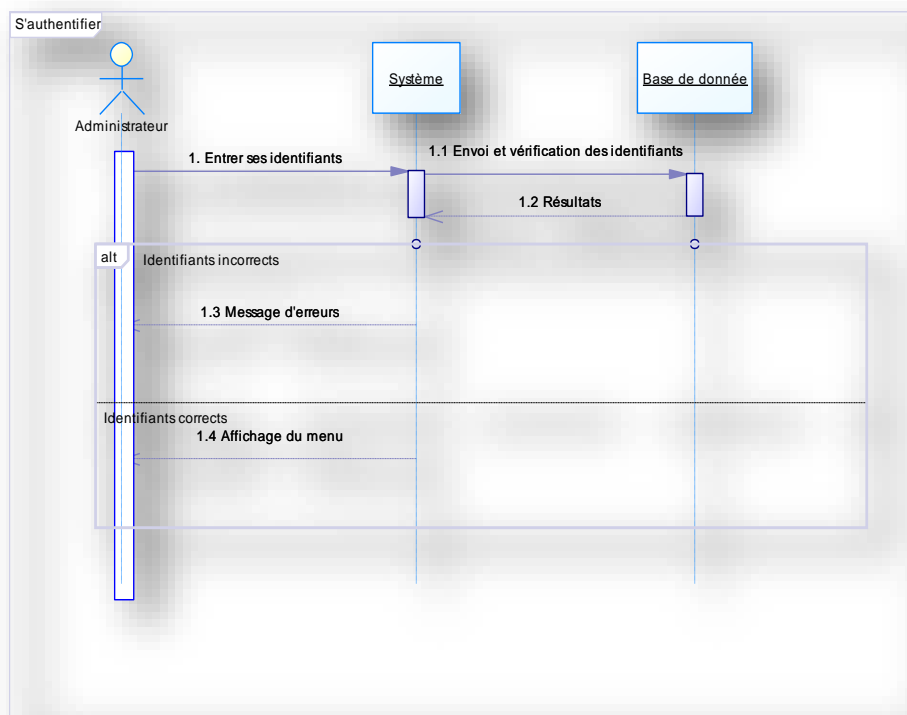 S'authentifier
Système
Base de donnée
Administrateur
1. Entrer ses identifiants
1.1 Envoi et vérification des identifiants
1.2 Résultats
alt
Identifiants incorrects
1.3 Message d'erreurs
Identifiants corrects
1.4 Affichage du menu